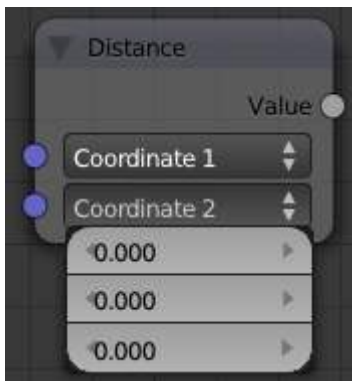 Distance
Value
Coordinate 1
Coordinate 2
0.000
0.000
0.000